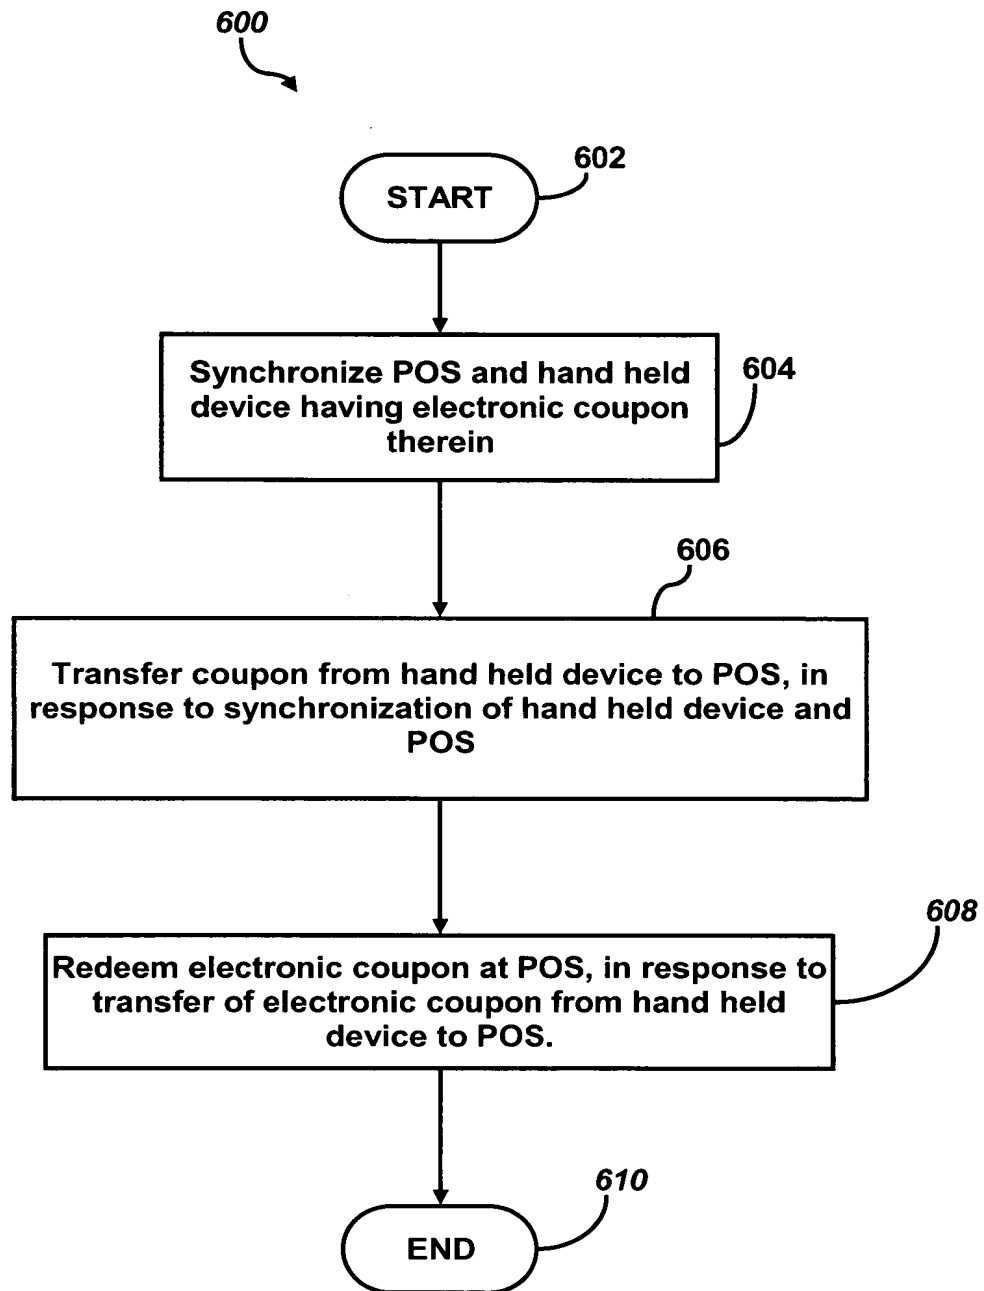 600
602
START
Synchronize POS and hand held
device having electronic coupon
therein
604
606
Transfer coupon from hand held device to POS, in
response to synchronization of hand held device and
POS
608
Redeem electronic coupon at POS, in response to
transfer of electronic coupon from hand held
device to POS.
610
END